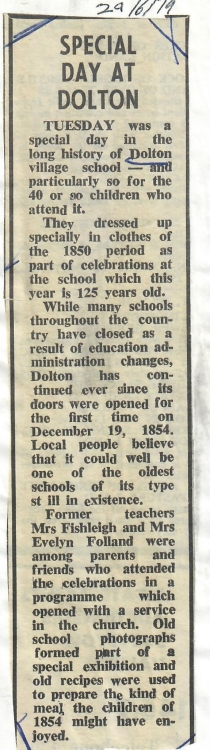 29/6/79
SPECIAL
DAY AT
DOLTON
TUESDAY was a
special day in the
long history of Dolton
village school — and
particularly so for the
40 or so children who
attend it.
They dressed up
specially in clothes of
the 1850 period as
part of celebrations at
the school which this
year is 125 years old.
While many schools
throughout the coun-
try have closed as a
result of education ad-
ministration changes,
Dolton has con-
tinued ever since its
doors were opened for
the first time on
December 19, 1854.
Local people believe
that it could well be
one of the oldest
schools of its type
st ill in existence.
Former teachers
Mrs Fishleigh and Mrs
Evelyn Folland were
among parents and
friends who attended
the celebrations in a
programme which
opened with a service
in the church. Old
school photographs
formed part of a
special exhibition and
old recipes were used
to prepare the kind of
meal the children of
1854 might have en-
joyed.